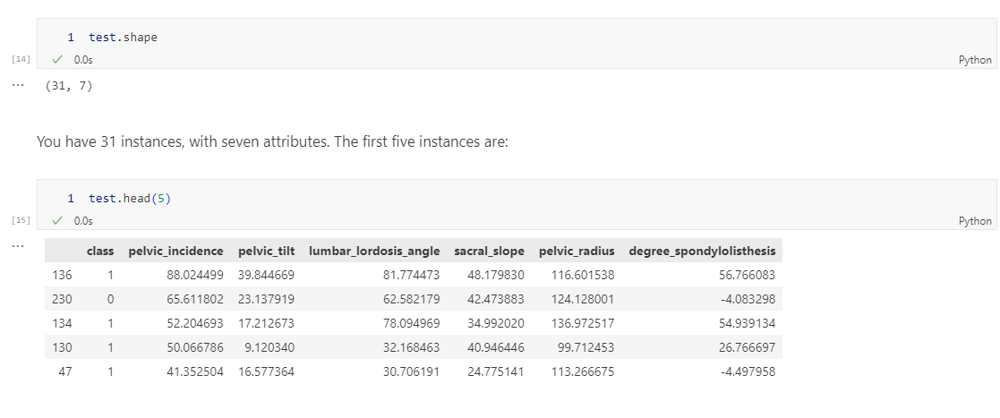 1 test.shape
[14] ✓ 0.0s Python
... (31, 7)
You have 31 instances, with seven attributes. The first five instances are:
1 test.head(5)
[15] ✓ 0.0s Python
...
class pelvic_incidence pelvic_tilt lumbar_lordosis_angle sacral_slope pelvic_radius degree_spondylolisthesis
136 1 88.024499 39.844669 81.774473 48.179830 116.601538 56.766083
230 0 65.611802 23.137919 62.582179 42.473883 124.128001 -4.083298
134 1 52.204693 17.212673 78.094969 34.992020 136.972517 54.939134
130 1 50.066786 9.120340 32.168463 40.946446 99.712453 26.766697
47 1 41.352504 16.577364 30.706191 24.775141 113.266675 -4.497958